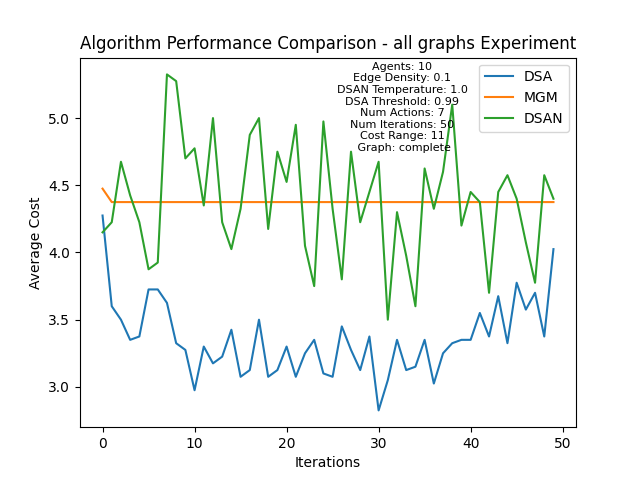 Algorithm Performance Comparison - all graphs Experiment
Agents: 10
Edge Density: 0.1
DSAN Temperature: 1.0
DSA Threshold: 0.99
Num Actions: 7
Num Iterations: 50
Cost Range: 11
Graph: complete
DSA
MGM
DSAN
Average Cost
5.0
4.5
4.0
3.5
3.0
0 10 20 30 40 50
Iterations